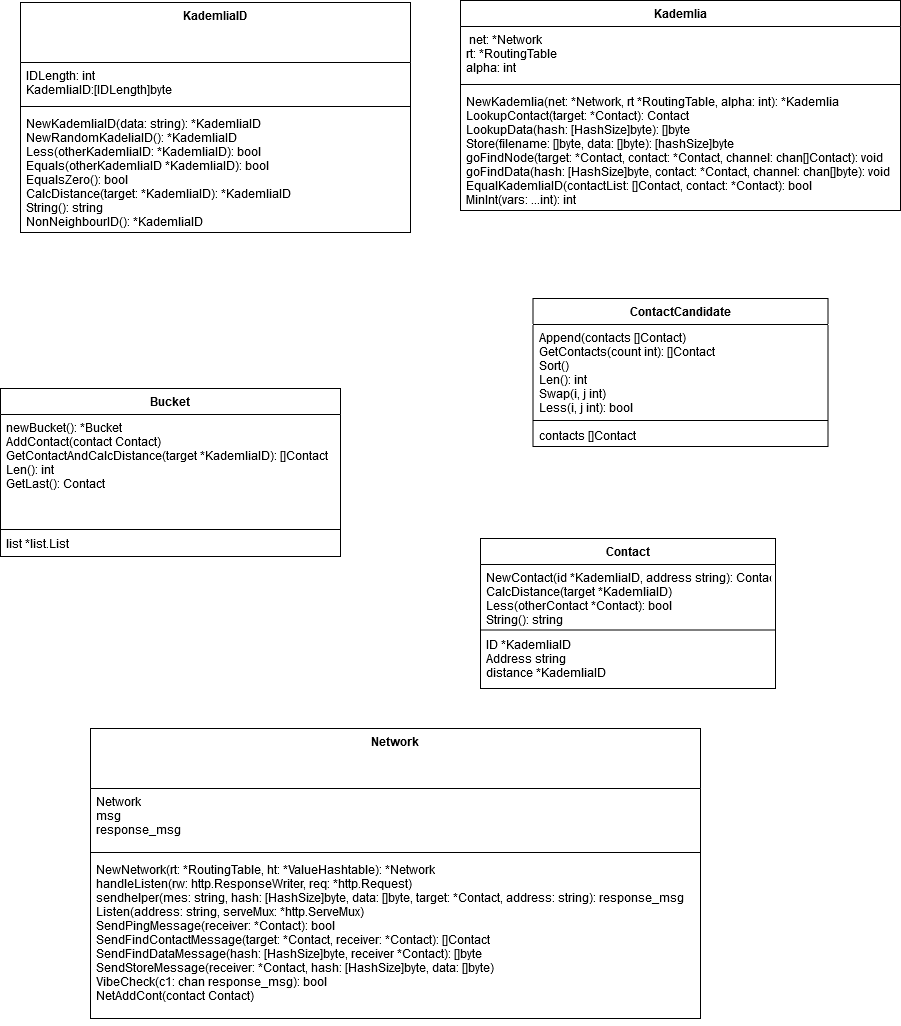 KademliaID
IDLength: int
KademliaID:[IDLength]byte
NewKademliaID(data: string): *KademliaID
NewRandomKadeliaID(): *KademliaID
Less(otherKademliaID: *KademliaID): bool
Equals(otherKademliaID *KademliaID): bool
EqualsZero(): bool
CalcDistance(target: *KademliaID): *KademliaID
String(): string
NonNeighbourID(): *KademliaID
Kademlia
net: *Network
rt: *RoutingTable
alpha: int
NewKademlia(net: *Network, rt *RoutingTable, alpha: int): *Kademlia
LookupContact(target: *Contact): Contact
LookupData(hash: [HashSize]byte): []byte
Store(filename: []byte, data: []byte): [hashSize]byte
goFindNode(target: *Contact, contact: *Contact, channel: chan[]Contact): void
goFindData(hash: [HashSize]byte, contact: *Contact, channel: chan[]byte): void
EqualKademliaID(contactList: []Contact, contact: *Contact): bool
MinInt(vars: ...int): int
ContactCandidate
Append(contacts []Contact)
GetContacts(count int): []Contact
Sort()
Len(): int
Swap(i, j int)
Less(i, j int): bool
contacts []Contact
Bucket
newBucket(): *Bucket
AddContact(contact Contact)
GetContactAndCalcDistance(target *KademliaID): []Contact
Len(): int
GetLast(): Contact
list *list.List
Contact
NewContact(id *KademliaID, address string): Contac
CalcDistance(target *KademliaID)
Less(otherContact *Contact): bool
String(): string
ID *KademliaID
Address string
distance *KademliaID
Network
Network
msg
response_msg
NewNetwork(rt: *RoutingTable, ht: *ValueHashtable): *Network
handleListen(rw: http.ResponseWriter, req: *http.Request)
sendhelper(mes: string, hash: [HashSize]byte, data: []byte, target: *Contact, address: string): response_msg
Listen(address: string, serveMux: *http.ServeMux)
SendPingMessage(receiver: *Contact): bool
SendFindContactMessage(target: *Contact, receiver: *Contact): []Contact
SendFindDataMessage(hash: [HashSize]byte, receiver *Contact): []byte
SendStoreMessage(receiver: *Contact, hash: [HashSize]byte, data: []byte)
VibeCheck(c1: chan response_msg): bool
NetAddCont(contact Contact)